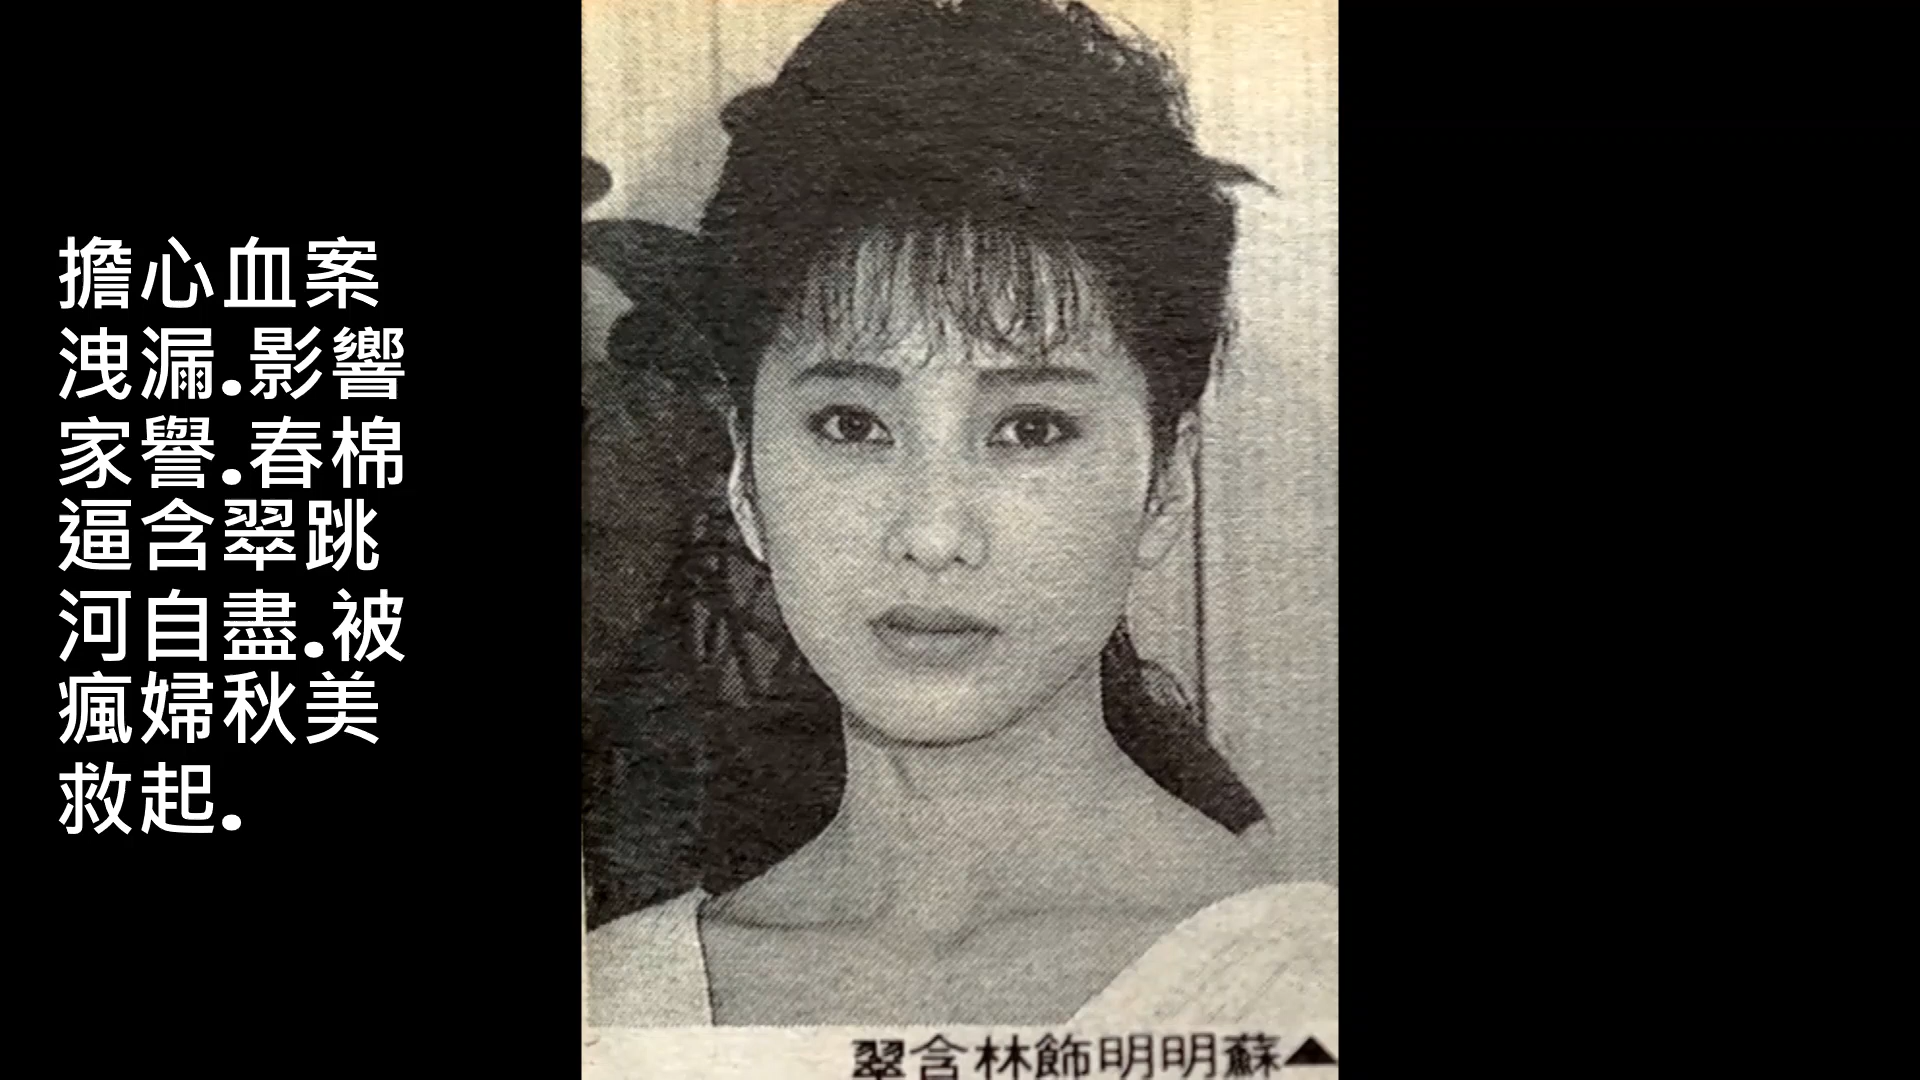 擔心血案
洩漏.影響
家譽.春棉
逼含翠跳
河自盡.被
瘋婦秋美
救起.
▲蘇明明飾林含翠